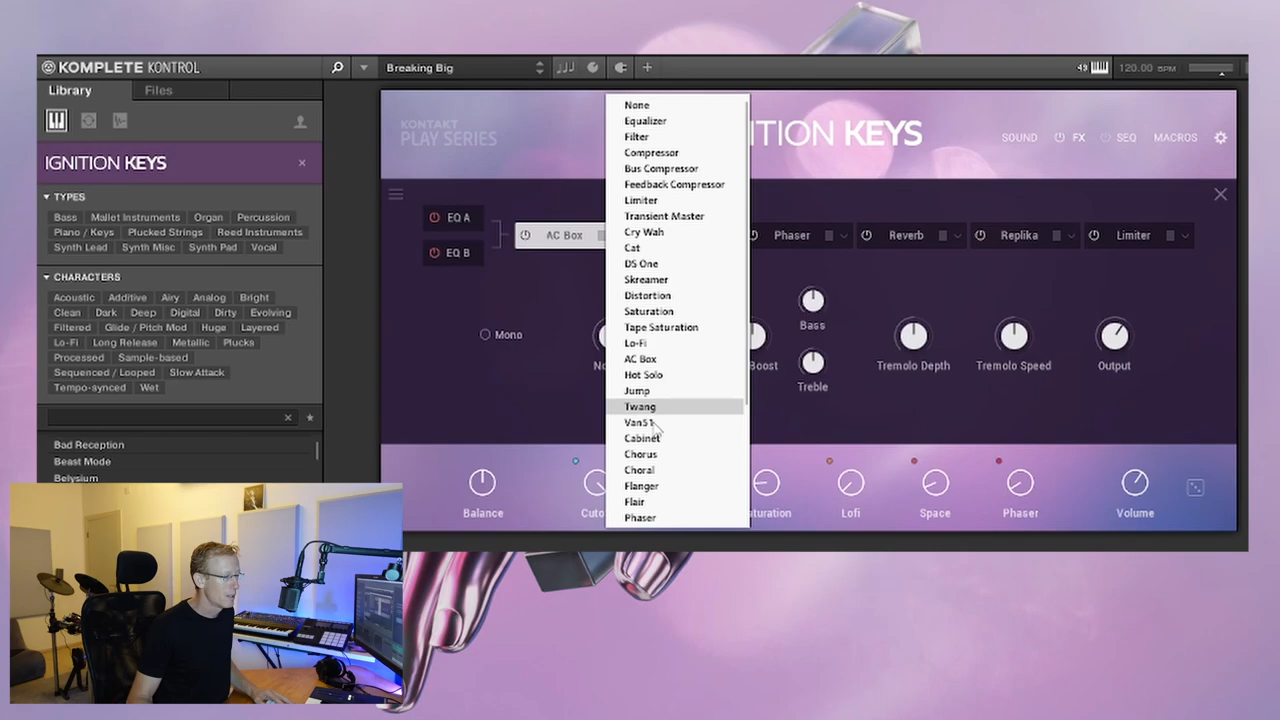 KOMPLETE KONTROL
Breaking Big
49
120.00 BPM
Library
Files
IGNITION KEYS
TYPES
Bass
Mallet Instruments
Organ
Percussion
Piano / Keys
Plucked Strings
Reed Instruments
Synth Lead
Synth Misc
Synth Pad
Vocal
CHARACTERS
Acoustic
Additive
Airy
Analog
Bright
Clean
Dark
Deep
Digital
Dirty
Evolving
Filtered
Glide / Pitch Mod
Huge
Layered
Lo-Fi
Long Release
Metallic
Plucks
Processed
Sample-based
Sequenced / Looped
Slow Attack
Tempo-synced
Wet
Bad Reception
Beast Mode
Belysium
KONTAKT
PLAY SERIES
NITION KEYS
SOUND
FX
SEQ
MACROS
EQ A
EQ B
AC Box
Phaser
Reverb
Replika
Limiter
None
Equalizer
Filter
Compressor
Bus Compressor
Feedback Compressor
Limiter
Transient Master
Cry Wah
Cat
DS One
Skreamer
Distortion
Saturation
Tape Saturation
Lo-Fi
AC Box
Hot Solo
Jump
Twang
Van51
Cabinet
Chorus
Choral
Flanger
Flair
Phaser
Mono
No
Boost
Bass
Treble
Tremolo Depth
Tremolo Speed
Output
Balance
Cuto
turation
Lofi
Space
Phaser
Volume